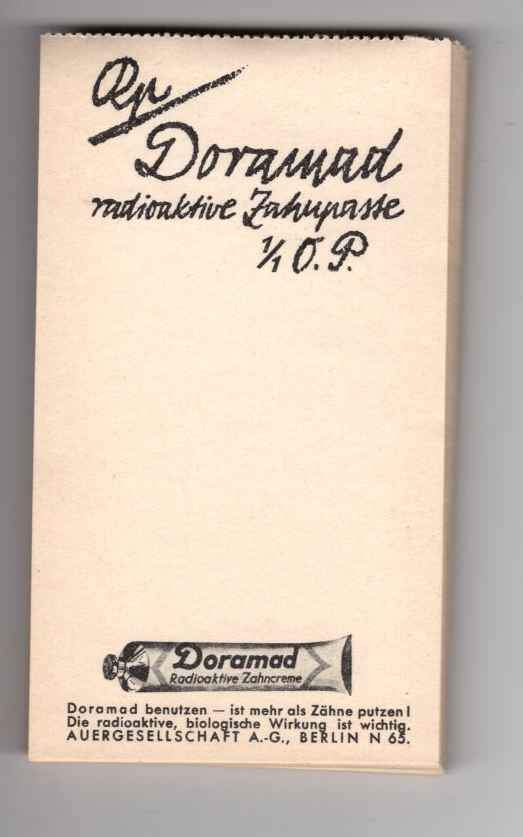 Rp
Doramad
radioaktive Zahnpasse
1/1 O. P.
Doramad
Radioaktive Zahncreme
Doramad benutzen — ist mehr als Zähne putzen!
Die radioaktive, biologische Wirkung ist wichtig.
AUERGESELLSCHAFT A.-G., BERLIN N 65.